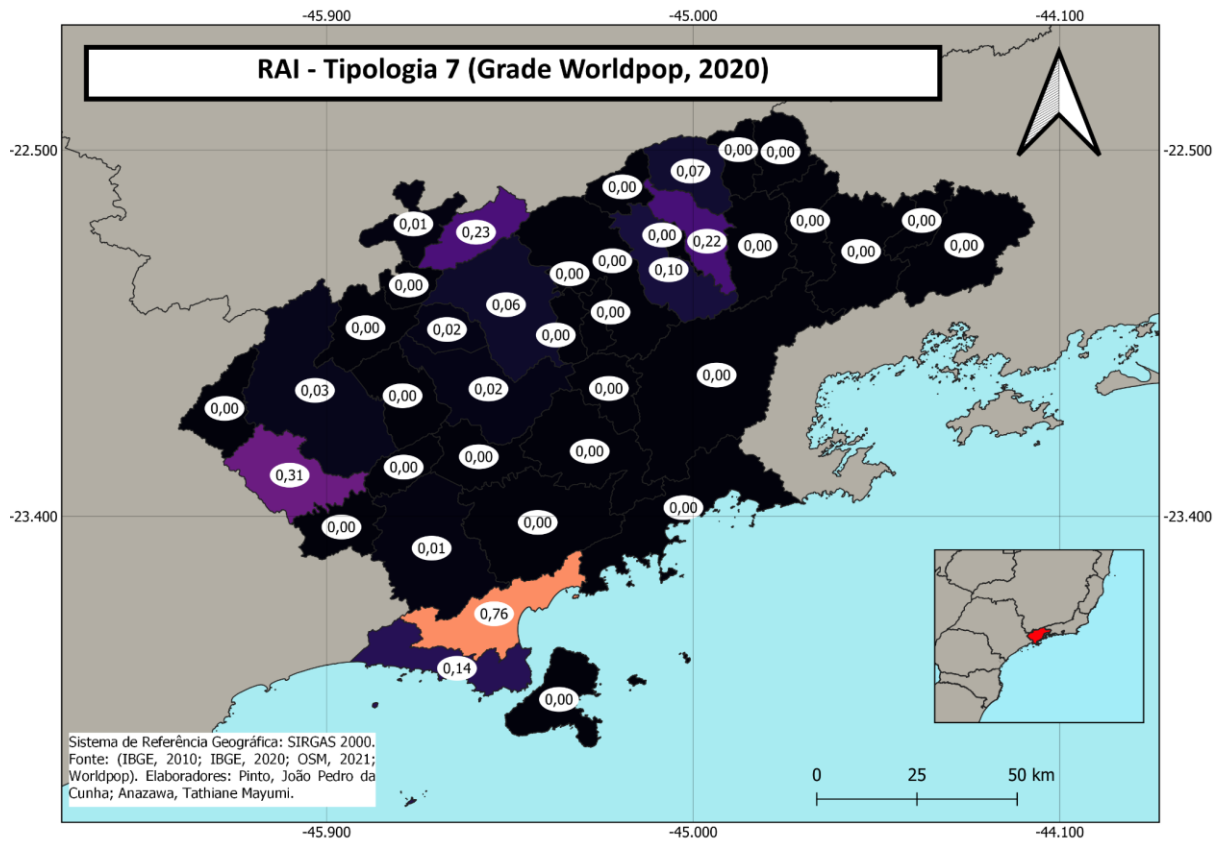 -45.900 -45.000 -44.100
RAI - Tipologia 7 (Grade Worldpop, 2020)
-22.500 -22.500
0,00 0,00
0,07
0,00
0,01 0,23 0,00 0,22 0,00 0,00
0,00 0,00 0,00
0,00 0,00 0,10
0,00
0,06 0,00
0,00 0,02 0,00
0,00
0,03 0,00 0,02 0,00
0,00
0,00 0,00
0,31 0,00
0,00
-23.400 0,00 0,00 -23.400
0,01
0,76
0,14
0,00
Sistema de Referência Geográfica: SIRGAS 2000.
Fonte: (IBGE, 2010; IBGE, 2020; OSM, 2021;
Worldpop). Elaboradores: Pinto, João Pedro da
Cunha; Anazawa, Tathiane Mayumi.
0 25 50 km
-45.900 -45.000 -44.100